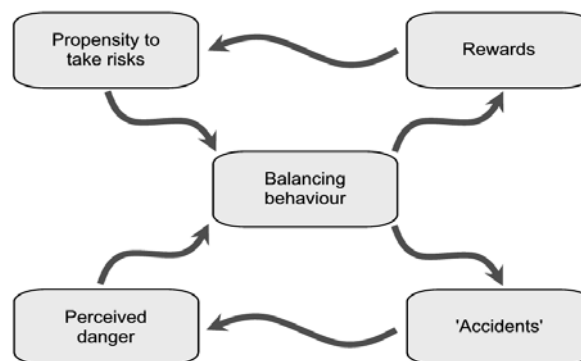 Propensity to
take risks
Rewards
Balancing
behaviour
Perceived
danger
'Accidents'